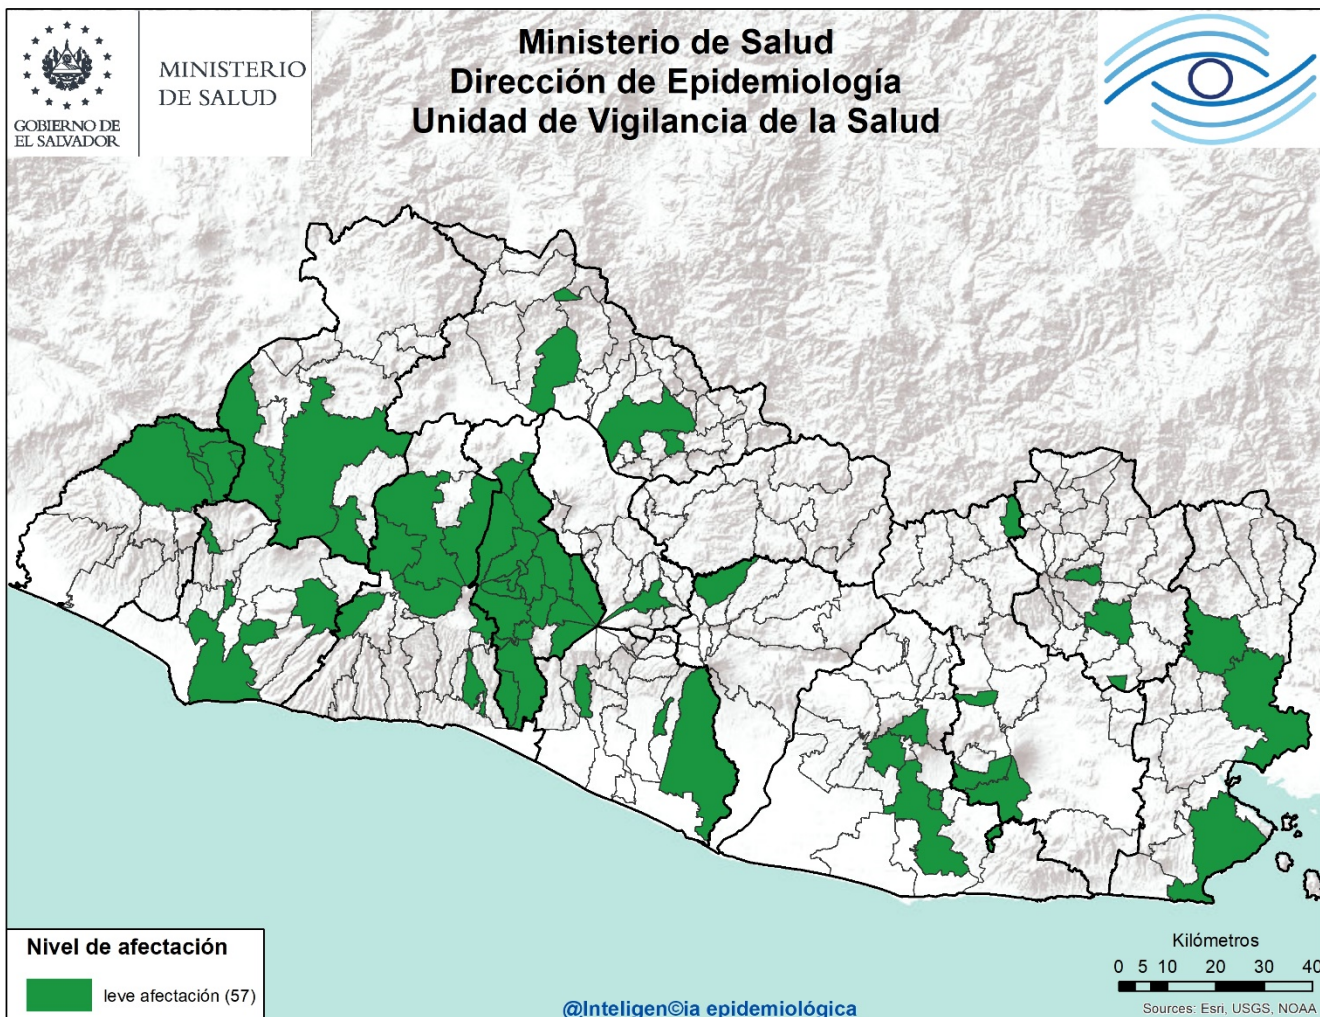 GOBIERNO DE
EL SALVADOR
MINISTERIO
DE SALUD
Ministerio de Salud
Dirección de Epidemiología
Unidad de Vigilancia de la Salud
Nivel de afectación
leve afectación (57)
@Inteligen©ia epidemiológica
Kilómetros
0 5 10 20 30 40
Sources: Esri, USGS, NOAA